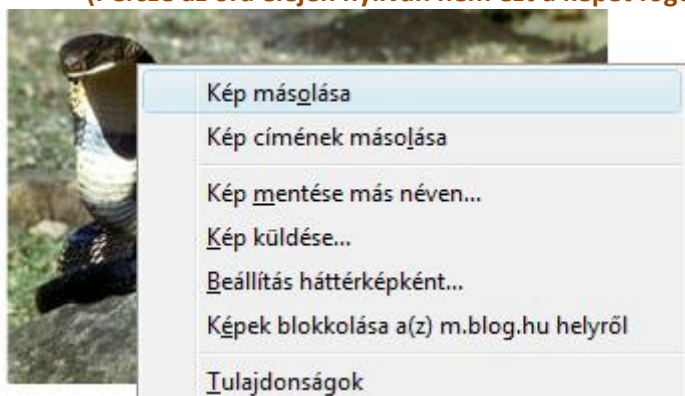 Kép másolása
Kép címének másolása
Kép mentése más néven...
Kép küldése...
Beállítás háttérképként...
Képek blokkolása a(z) m.blog.hu helyről
Tulajdonságok